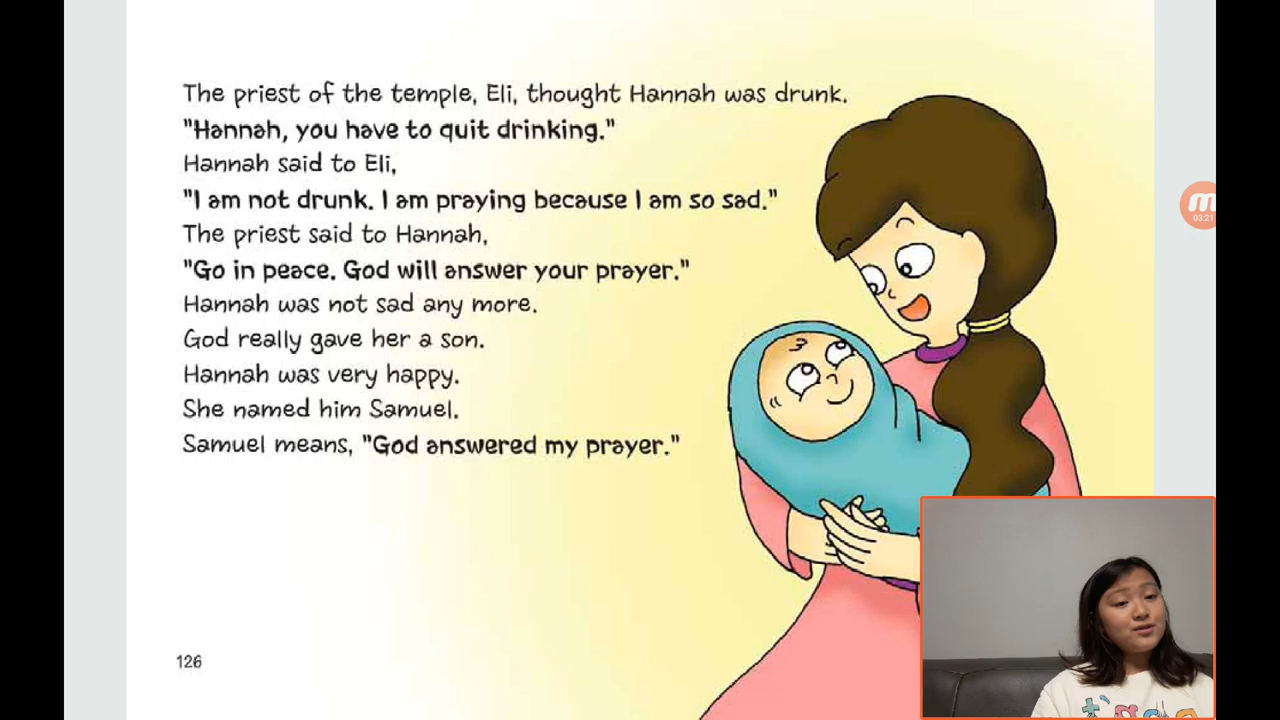 The priest of the temple, Eli, thought Hannah was drunk.
"Hannah, you have to quit drinking."
Hannah said to Eli,
"I am not drunk. I am praying because I am so sad."
The priest said to Hannah,
"Go in peace. God will answer your prayer."
Hannah was not sad any more.
God really gave her a son.
Hannah was very happy.
She named him Samuel.
Samuel means, "God answered my prayer."
126
03:21